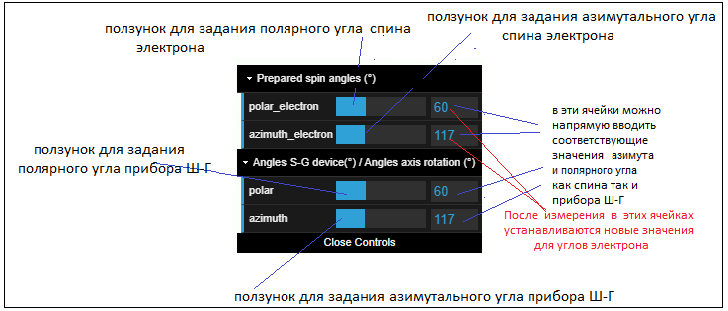 ползунок для задания полярного угла спина
электрона
ползунок для задания азимутального угла
спина электрона
Prepared spin angles (°)
polar_electron
60
azimuth_electron
117
Angles S-G device(°) / Angles axis rotation (°)
polar
60
azimuth
117
Close Controls
ползунок для задания
полярного угла прибора Ш-Г
в эти ячейки можно
напрямую вводить
соответствующие
значения азимута
и полярного угла
как спина так и
прибора Ш-Г
После измерения в этих ячейках
устанавливаются новые значения
для углов электрона
ползунок для задания азимутального угла прибора Ш-Г